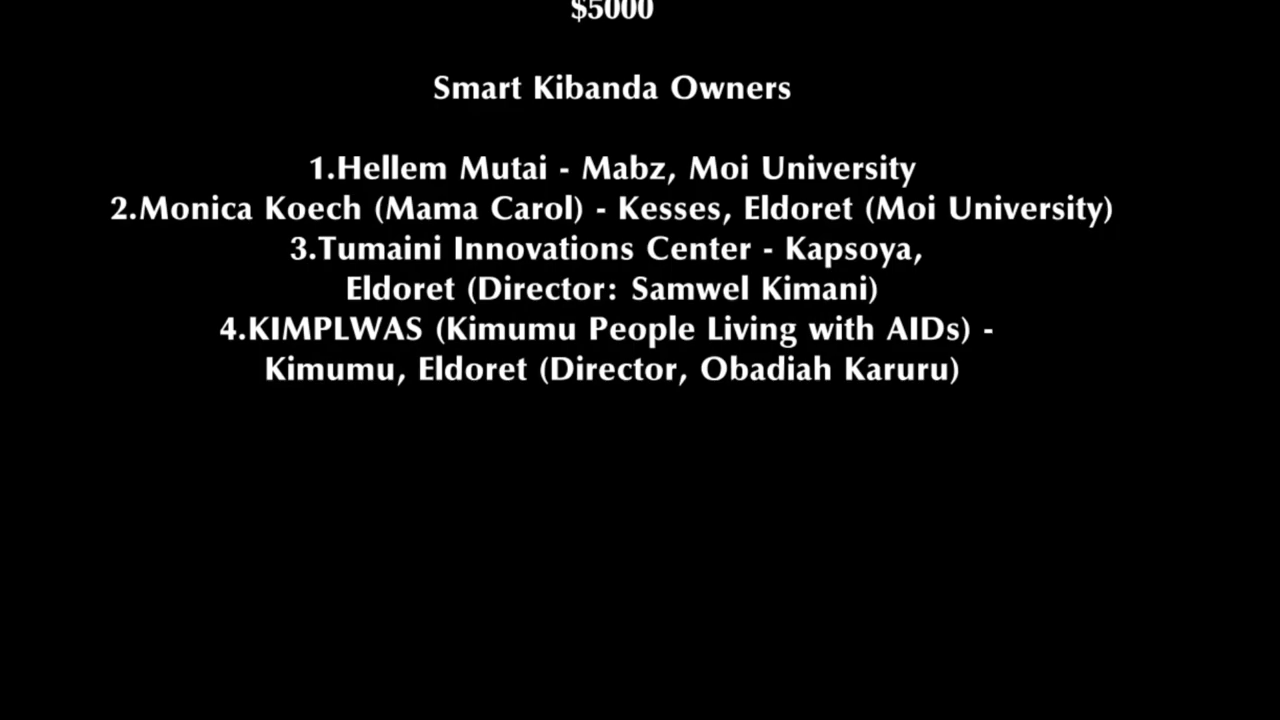 $5000
Smart Kibanda Owners
1.Hellem Mutai - Mabz, Moi University
2.Monica Koech (Mama Carol) - Kesses, Eldoret (Moi University)
3.Tumaini Innovations Center - Kapsoya,
Eldoret (Director: Samwel Kimani)
4.KIMPLWAS (Kimumu People Living with AIDs) -
Kimumu, Eldoret (Director, Obadiah Karuru)